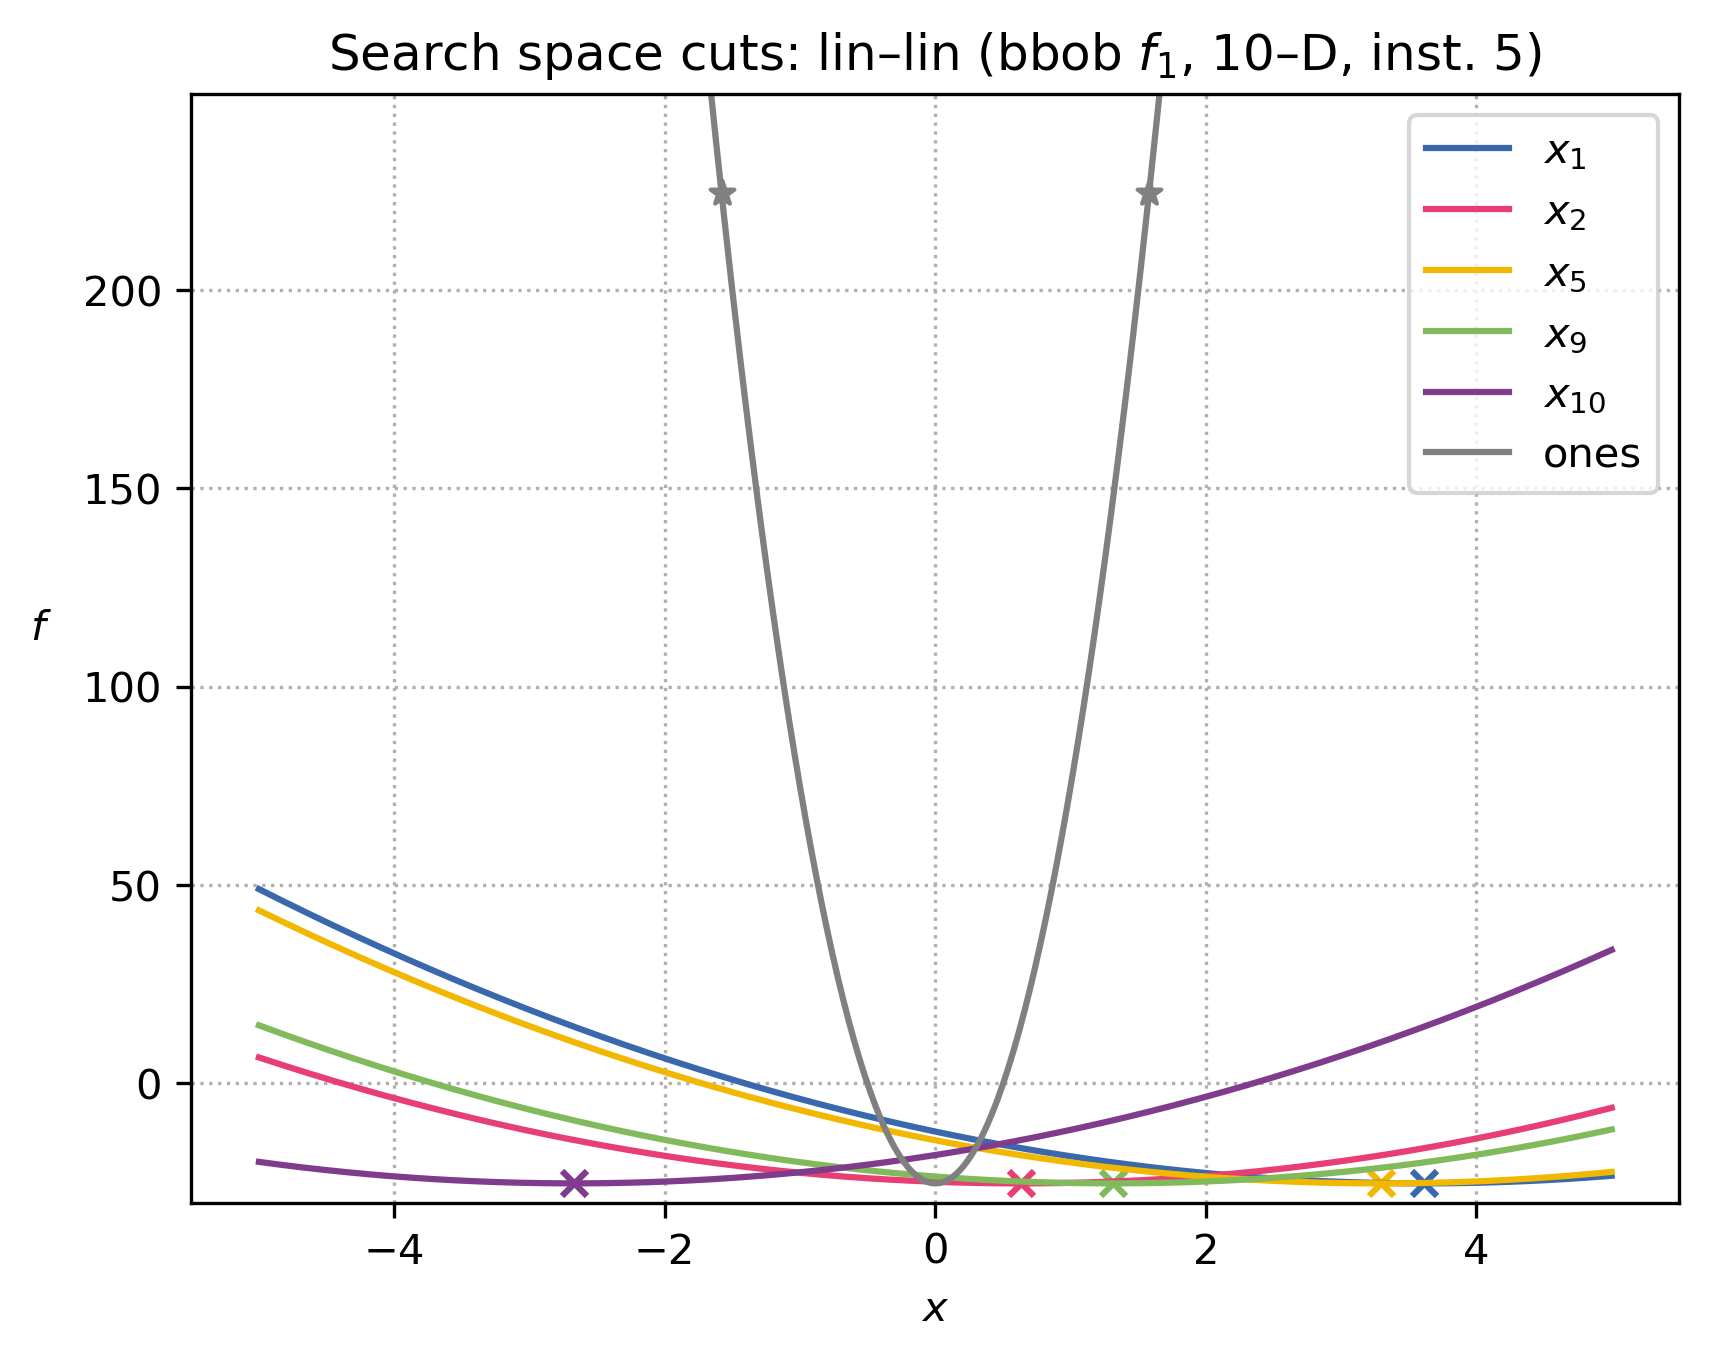 Search space cuts: lin–lin (bbob f₁, 10–D, inst. 5)
x₁
x₂
x₅
x₉
x₁₀
ones
200
150
100
50
0
f
−4 −2 0 2 4
x